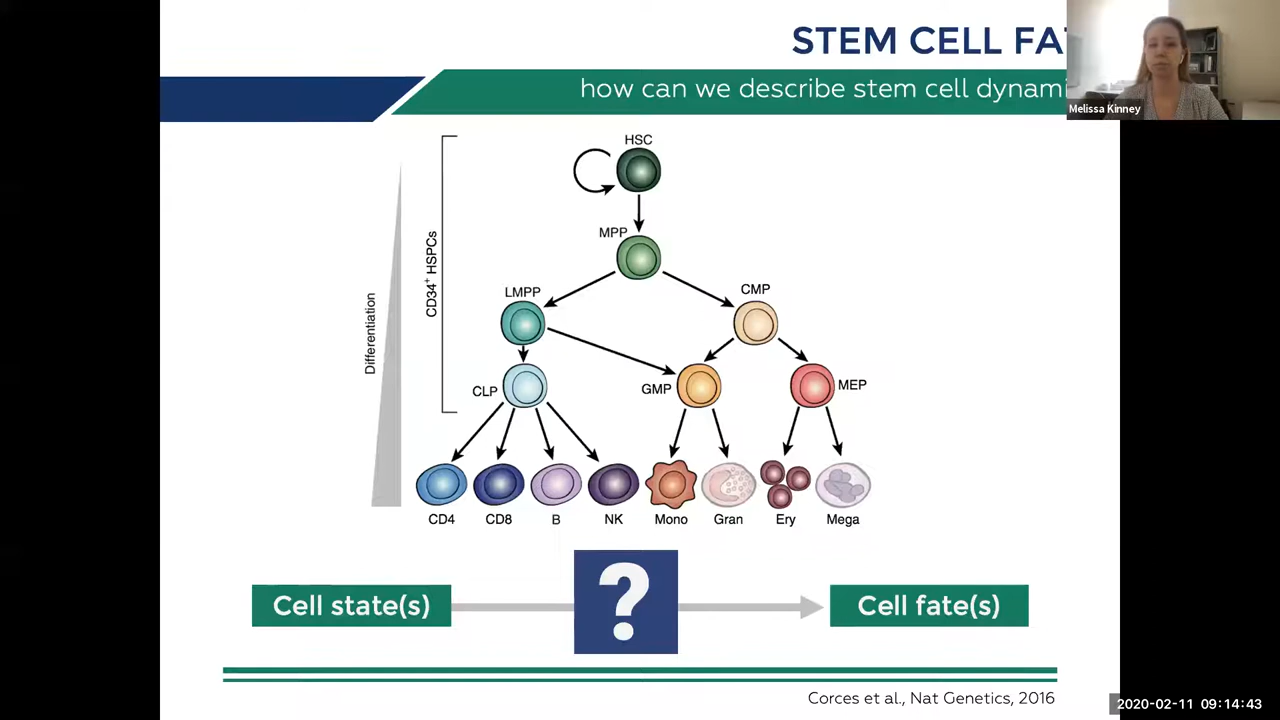 STEM CELL FA
how can we describe stem cell dynami
Melissa Kinney
HSC
MPP
LMPP
CMP
CD34+ HSPCs
Differentiation
CLP
GMP
MEP
CD4 CD8 B NK Mono Gran Ery Mega
Cell state(s) ? Cell fate(s)
Corces et al., Nat Genetics, 2016
2020-02-11 09:14:43